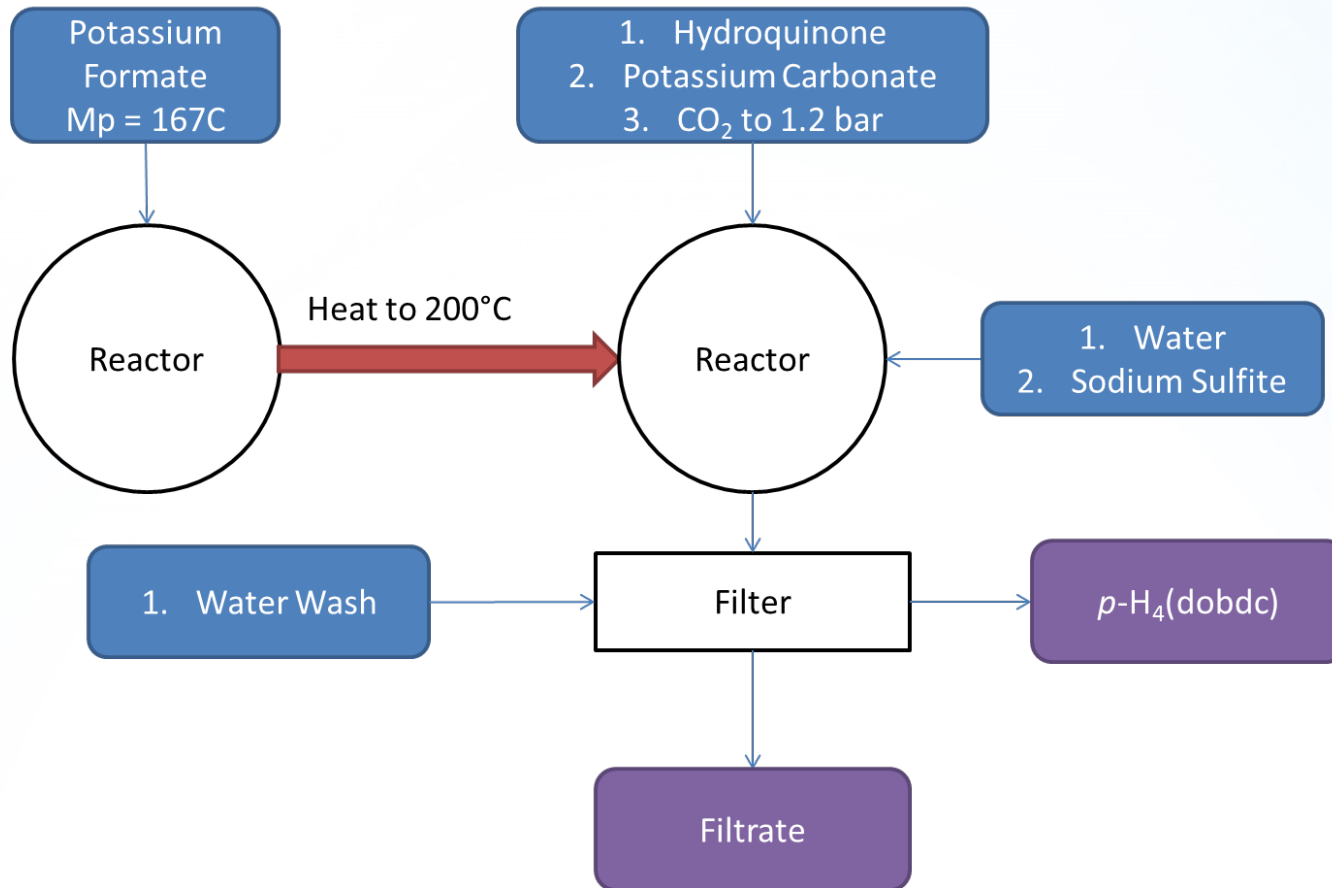 Potassium
Formate
Mp = 167C
1. Hydroquinone
2. Potassium Carbonate
3. CO₂ to 1.2 bar
Reactor
Heat to 200°C
Reactor
1. Water
2. Sodium Sulfite
1. Water Wash
Filter
p-H₄(dobdc)
Filtrate